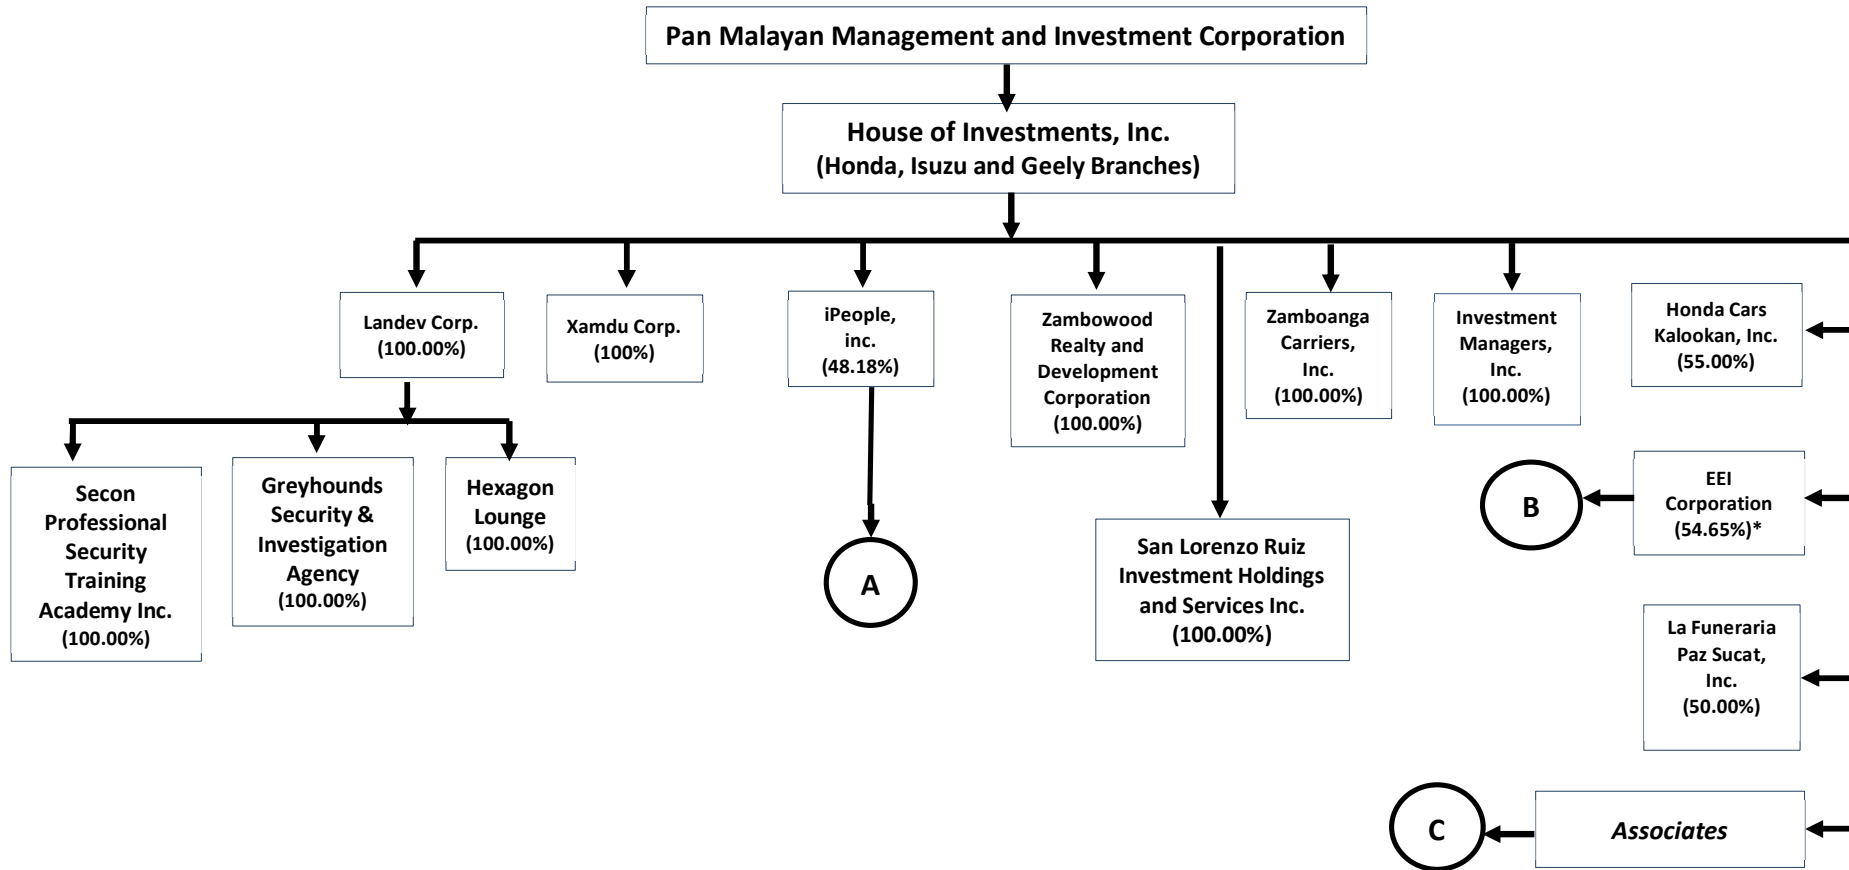 Pan Malayan Management and Investment Corporation
House of Investments, Inc.
(Honda, Isuzu and Geely Branches)
Landev Corp.
(100.00%)
Xamdu Corp.
(100%)
iPeople,
inc.
(48.18%)
Zambowood
Realty and
Development
Corporation
(100.00%)
Zamboanga
Carriers,
Inc.
(100.00%)
Investment
Managers,
Inc.
(100.00%)
Honda Cars
Kalookan, Inc.
(55.00%)
Secon
Professional
Security
Training
Academy Inc.
(100.00%)
Greyhounds
Security &
Investigation
Agency
(100.00%)
Hexagon
Lounge
(100.00%)
A
San Lorenzo Ruiz
Investment Holdings
and Services Inc.
(100.00%)
B
EEI
Corporation
(54.65%)*
La Funeraria
Paz Sucat,
Inc.
(50.00%)
C
Associates